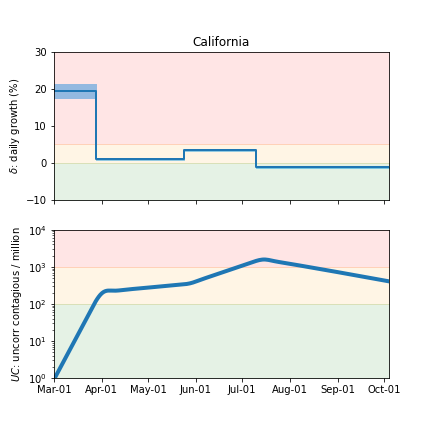 California
δ: daily growth (%)
30
20
10
0
−10
UC: uncorr contagious / million
10⁴
10³
10²
10¹
10⁰
Mar-01 Apr-01 May-01 Jun-01 Jul-01 Aug-01 Sep-01 Oct-01